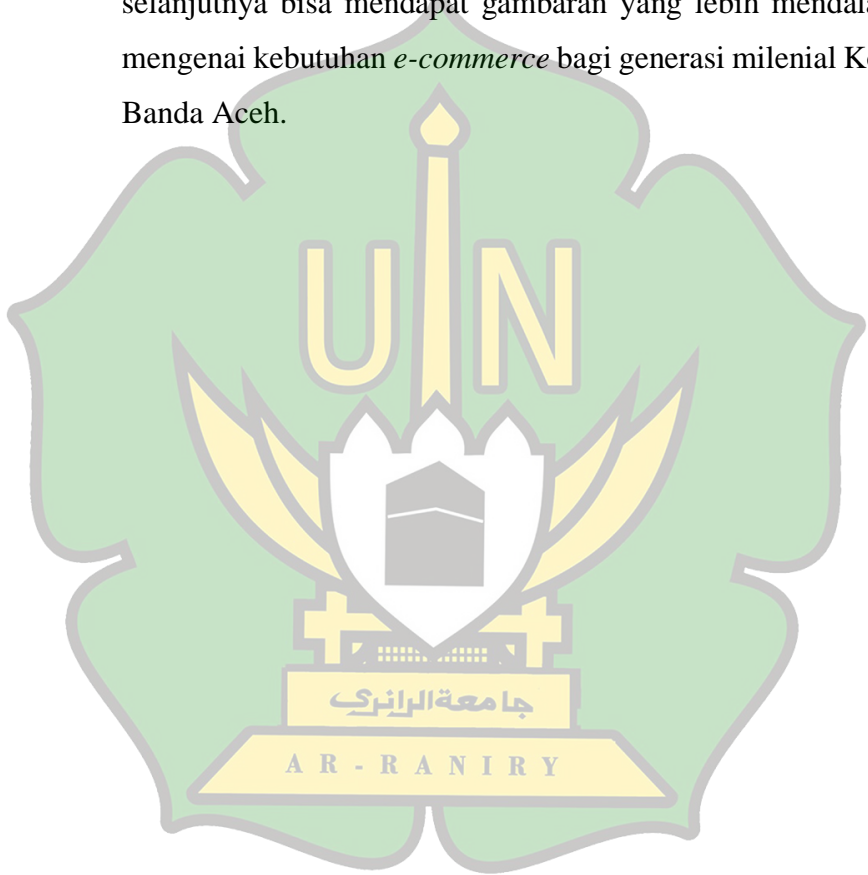 selanjutnya bisa mendapat gambaran yang lebih
mengenai kebutuhan e-commerce bagi generasi milenial
Banda Aceh.
UIN
جامعة الرانري
AR-RANIRY